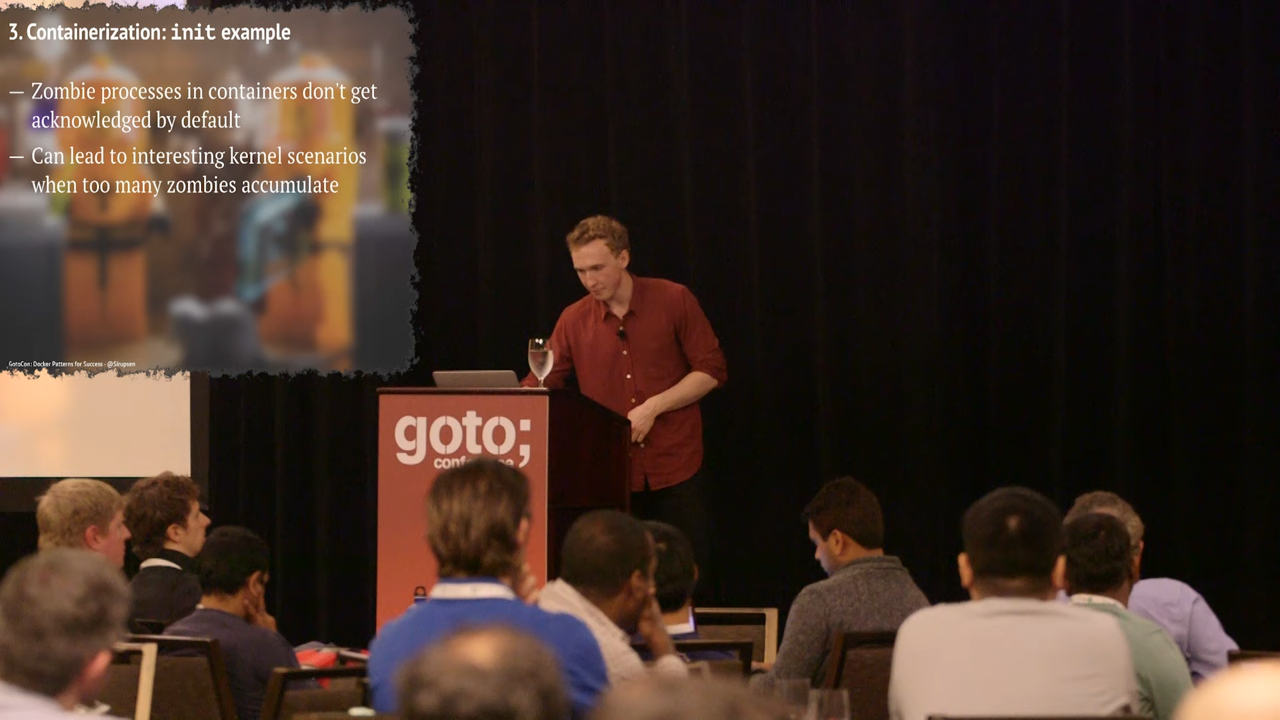 3. Containerization: init example
— Zombie processes in containers don't get
acknowledged by default
— Can lead to interesting kernel scenarios
when too many zombies accumulate
GotoCon: Docker Patterns for Success - @Sirupsen
goto;
conference